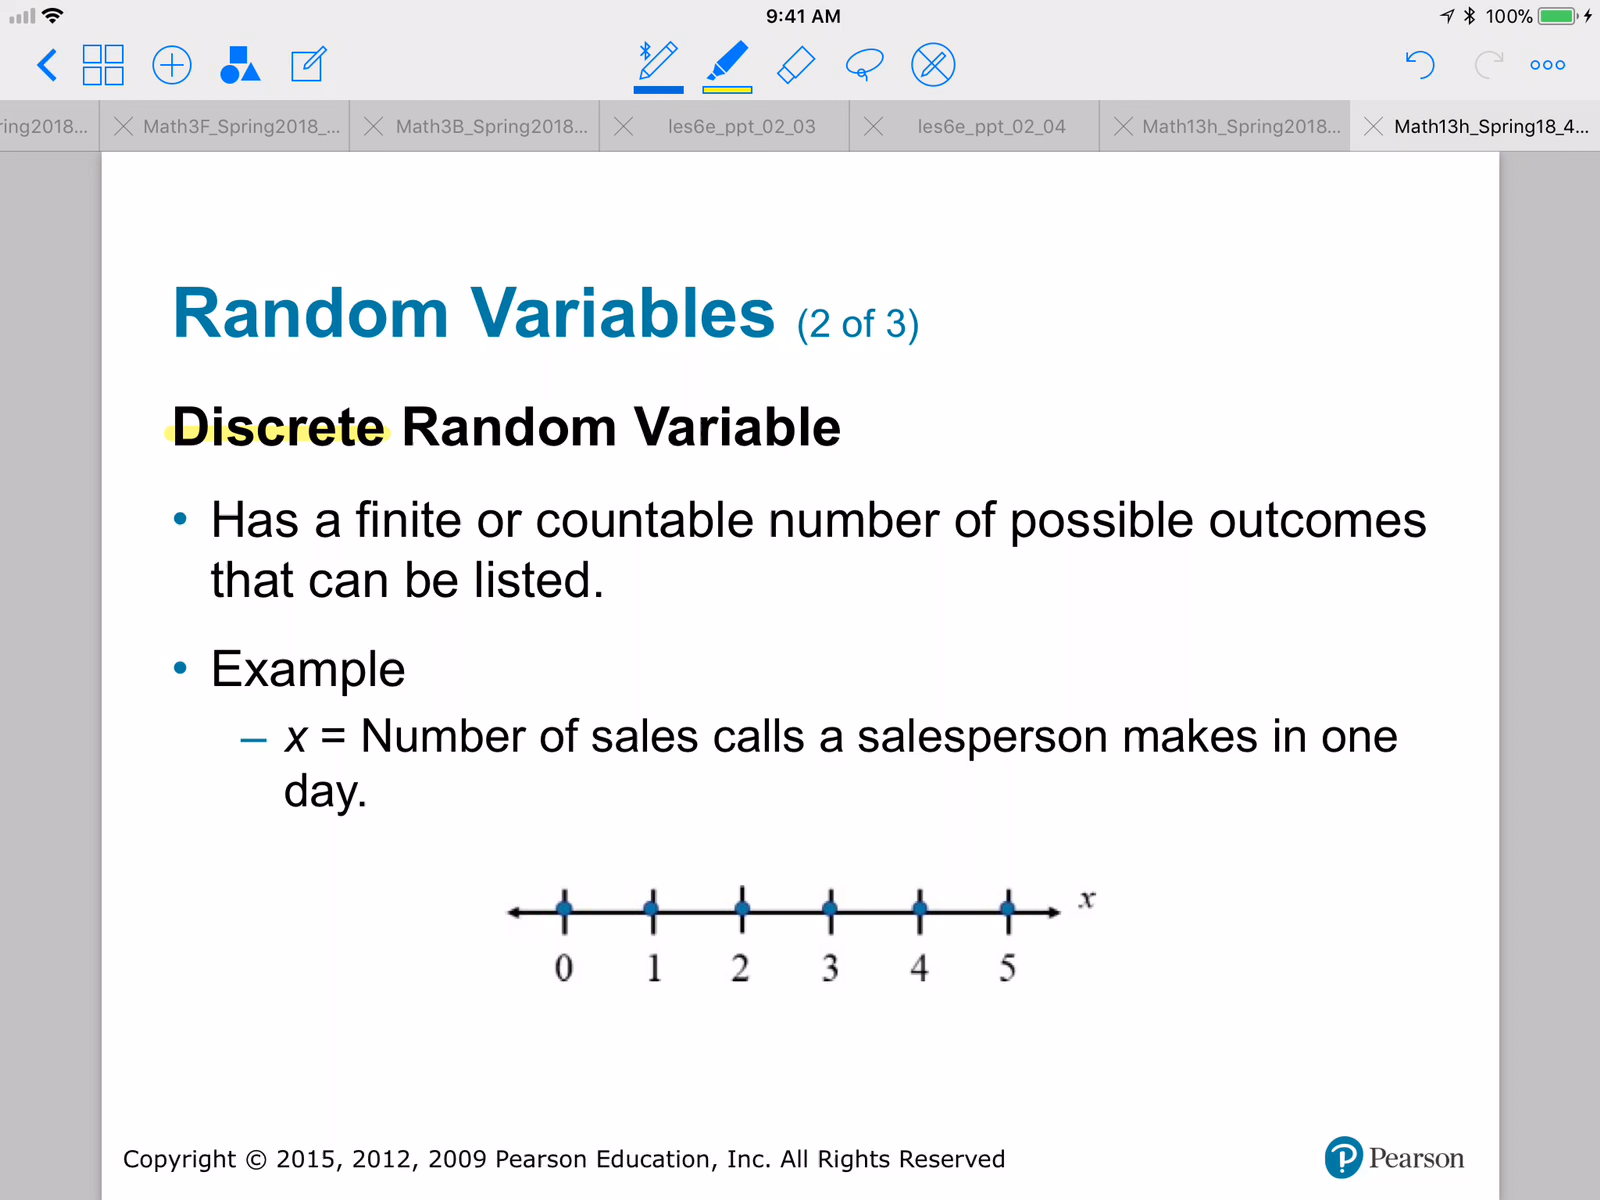 9:41 AM
100%
ring2018...
Math3F_Spring2018_...
Math3B_Spring2018...
les6e_ppt_02_03
les6e_ppt_02_04
Math13h_Spring2018...
Math13h_Spring18_4...
Random Variables (2 of 3)
Discrete Random Variable
• Has a finite or countable number of possible outcomes
that can be listed.
• Example
– x = Number of sales calls a salesperson makes in one
day.
x
0 1 2 3 4 5
Copyright © 2015, 2012, 2009 Pearson Education, Inc. All Rights Reserved
P Pearson